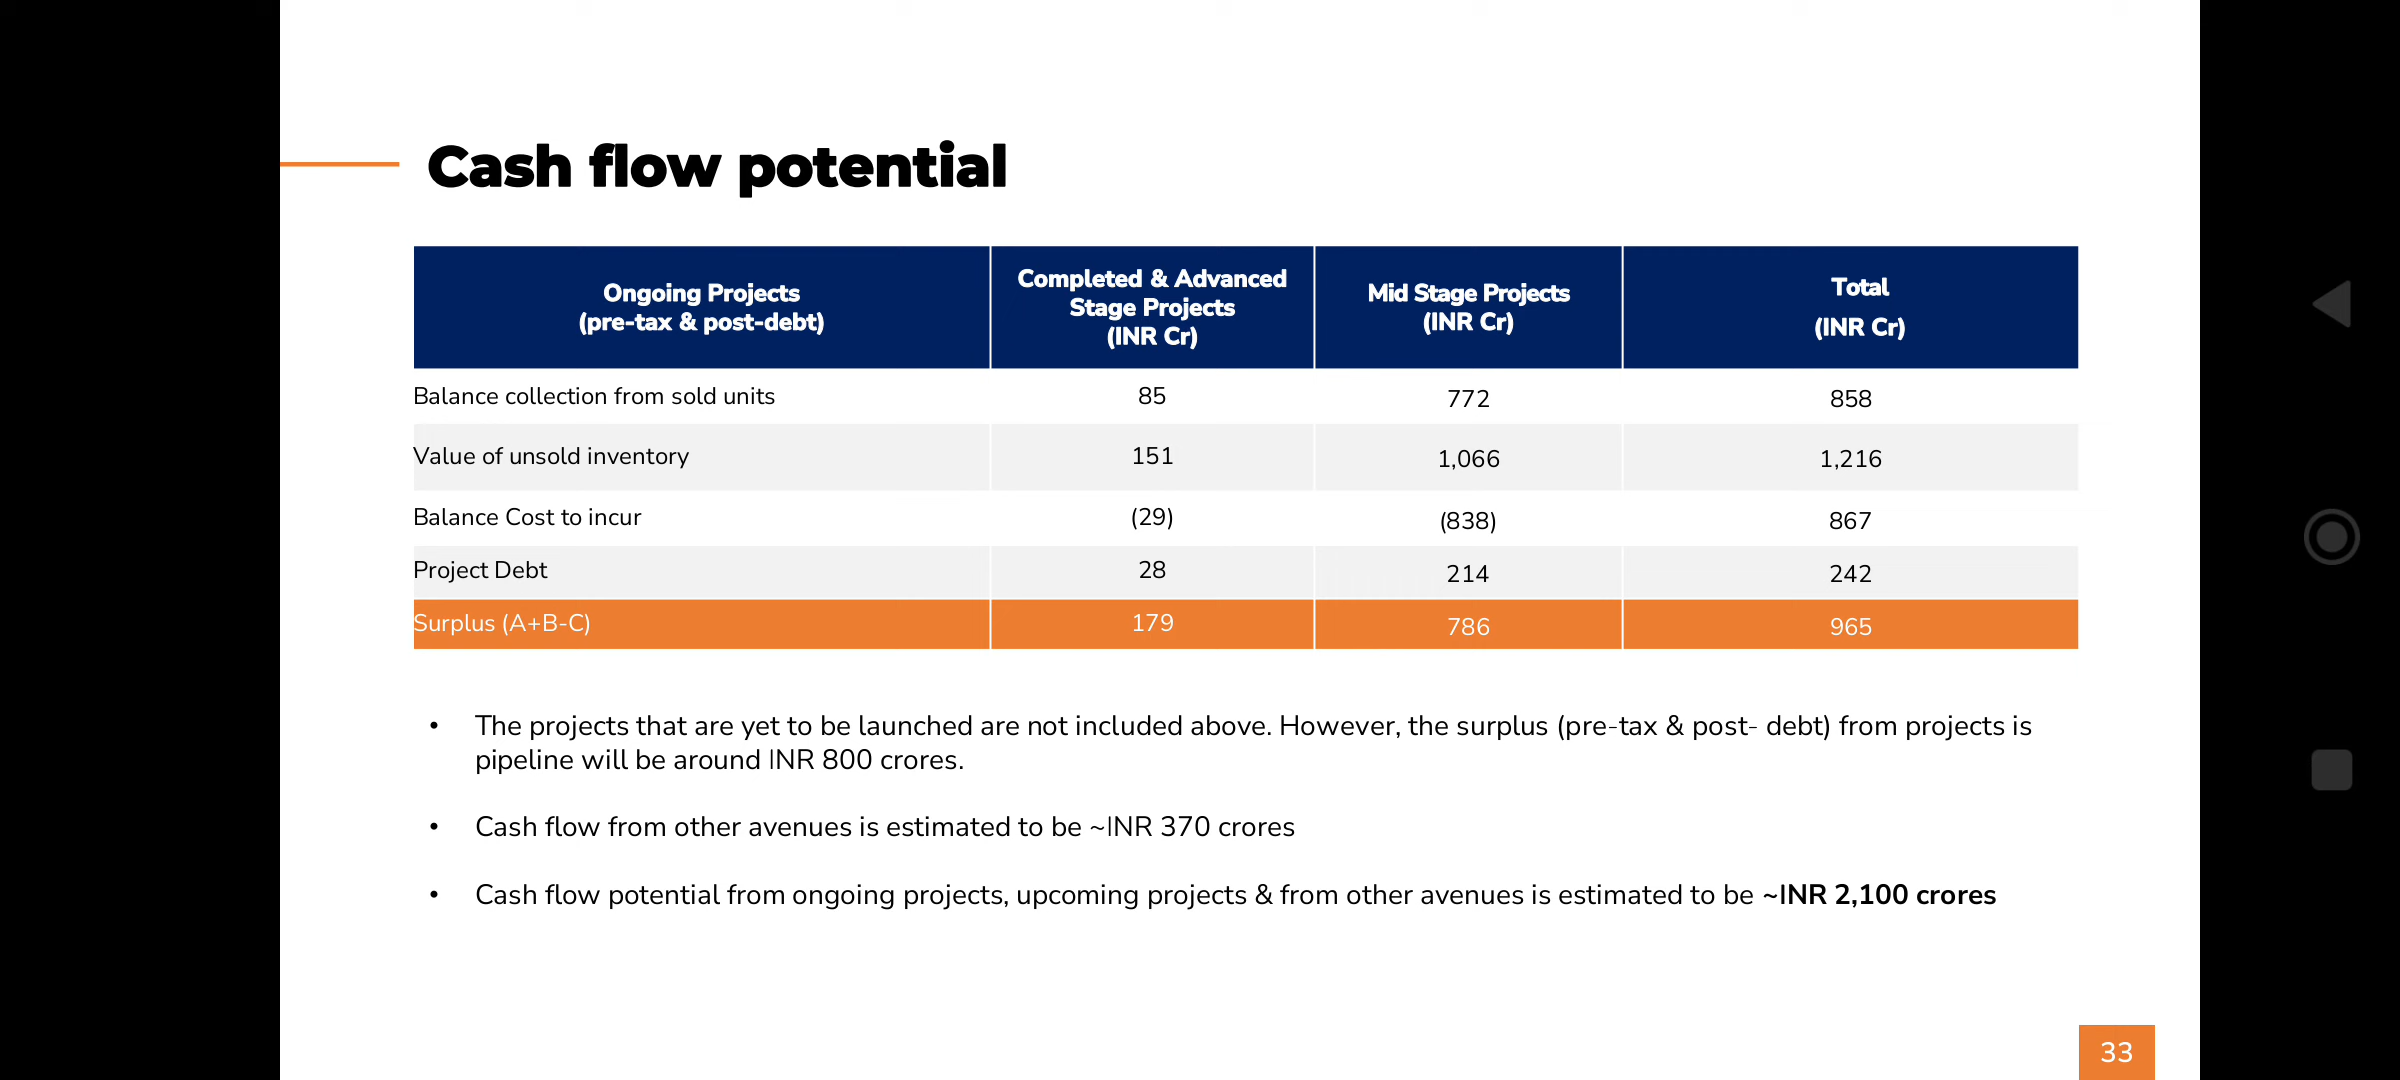 Cash flow potential
Ongoing Projects
(pre-tax & post-debt)
Completed & Advanced
Stage Projects
(INR Cr)
Mid Stage Projects
(INR Cr)
Total
(INR Cr)
Balance collection from sold units 85 772 858
Value of unsold inventory 151 1,066 1,216
Balance Cost to incur (29) (838) 867
Project Debt 28 214 242
Surplus (A+B-C) 179 786 965
• The projects that are yet to be launched are not included above. However, the surplus (pre-tax & post- debt) from projects is
pipeline will be around INR 800 crores.
• Cash flow from other avenues is estimated to be ~INR 370 crores
• Cash flow potential from ongoing projects, upcoming projects & from other avenues is estimated to be ~INR 2,100 crores
33